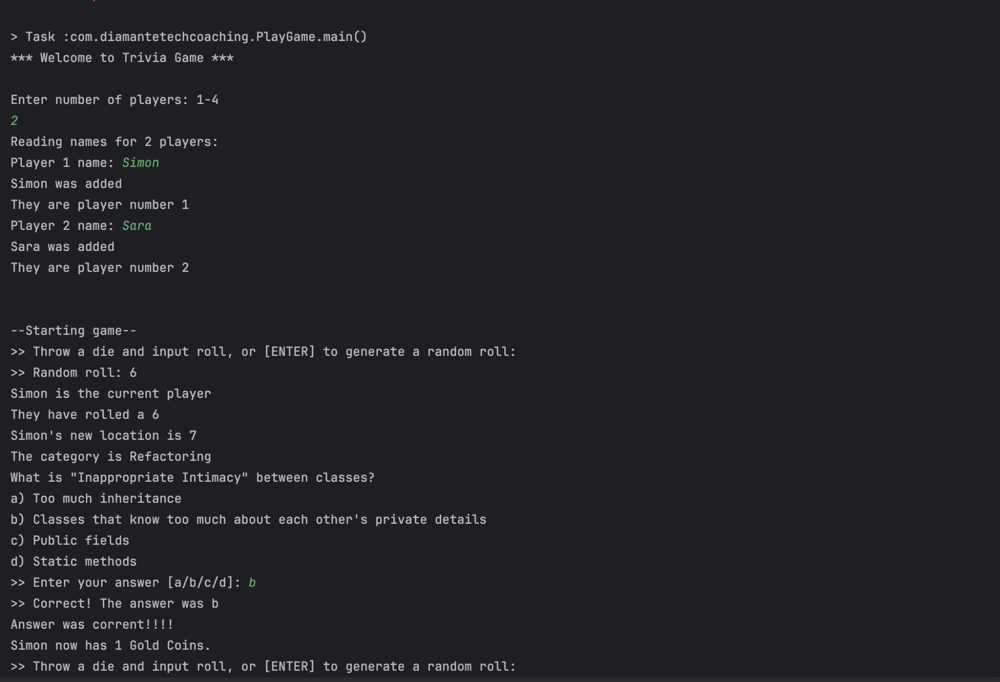 > Task :com.diamantetechcoaching.PlayGame.main()
*** Welcome to Trivia Game ***
Enter number of players: 1-4
2
Reading names for 2 players:
Player 1 name: Simon
Simon was added
They are player number 1
Player 2 name: Sara
Sara was added
They are player number 2
--Starting game--
>> Throw a die and input roll, or [ENTER] to generate a random roll:
>> Random roll: 6
Simon is the current player
They have rolled a 6
Simon's new location is 7
The category is Refactoring
What is "Inappropriate Intimacy" between classes?
a) Too much inheritance
b) Classes that know too much about each other's private details
c) Public fields
d) Static methods
>> Enter your answer [a/b/c/d]: b
>> Correct! The answer was b
Answer was corrent!!!!
Simon now has 1 Gold Coins.
>> Throw a die and input roll, or [ENTER] to generate a random roll: